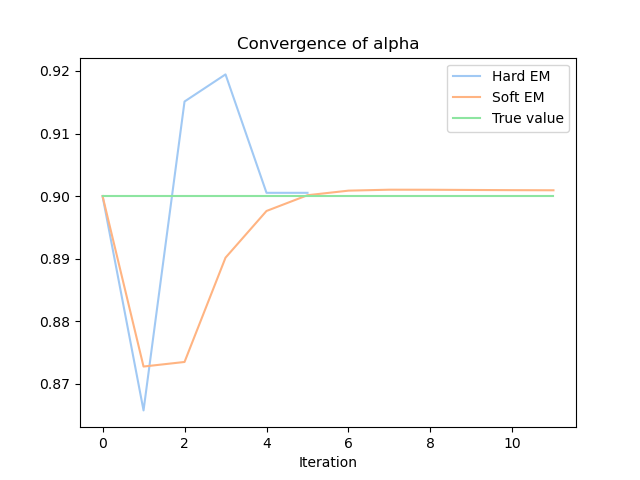 Convergence of alpha
Hard EM
Soft EM
True value
0.92
0.91
0.90
0.89
0.88
0.87
0 2 4 6 8 10
Iteration